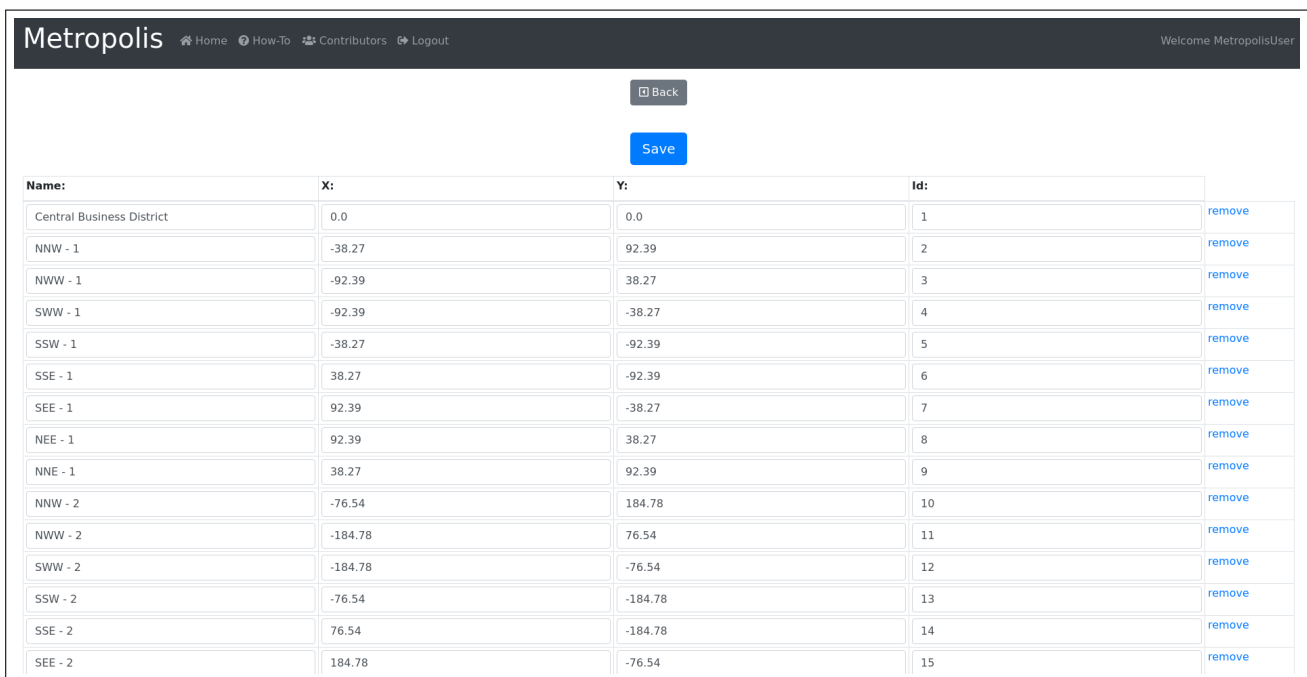 Metropolis Home How-To Contributors Logout Welcome MetropolisUser
Back
Save
Name: X: Y: Id:
Central Business District 0.0 0.0 1 remove
NNW - 1 -38.27 92.39 2 remove
NWW - 1 -92.39 38.27 3 remove
SWW - 1 -92.39 -38.27 4 remove
SSW - 1 -38.27 -92.39 5 remove
SSE - 1 38.27 -92.39 6 remove
SEE - 1 92.39 -38.27 7 remove
NEE - 1 92.39 38.27 8 remove
NNE - 1 38.27 92.39 9 remove
NNW - 2 -76.54 184.78 10 remove
NWW - 2 -184.78 76.54 11 remove
SWW - 2 -184.78 -76.54 12 remove
SSW - 2 -76.54 -184.78 13 remove
SSE - 2 76.54 -184.78 14 remove
SEE - 2 184.78 -76.54 15 remove